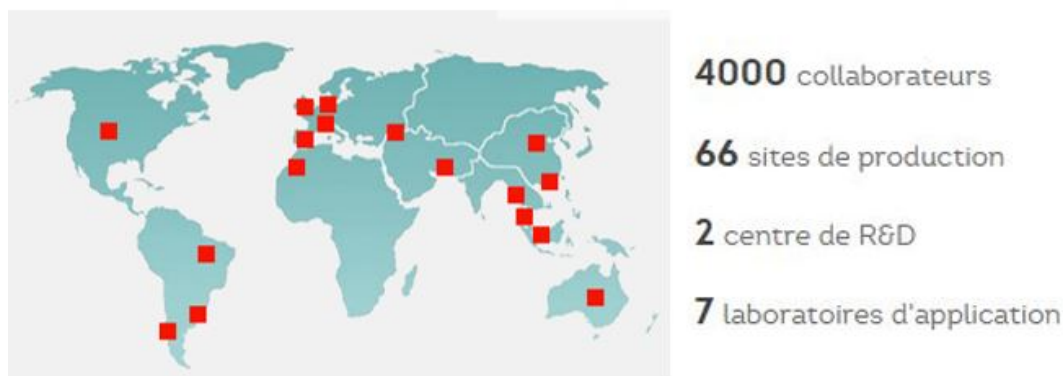 4000 collaborateurs
66 sites de production
2 centre de R&D
7 laboratoires d'application